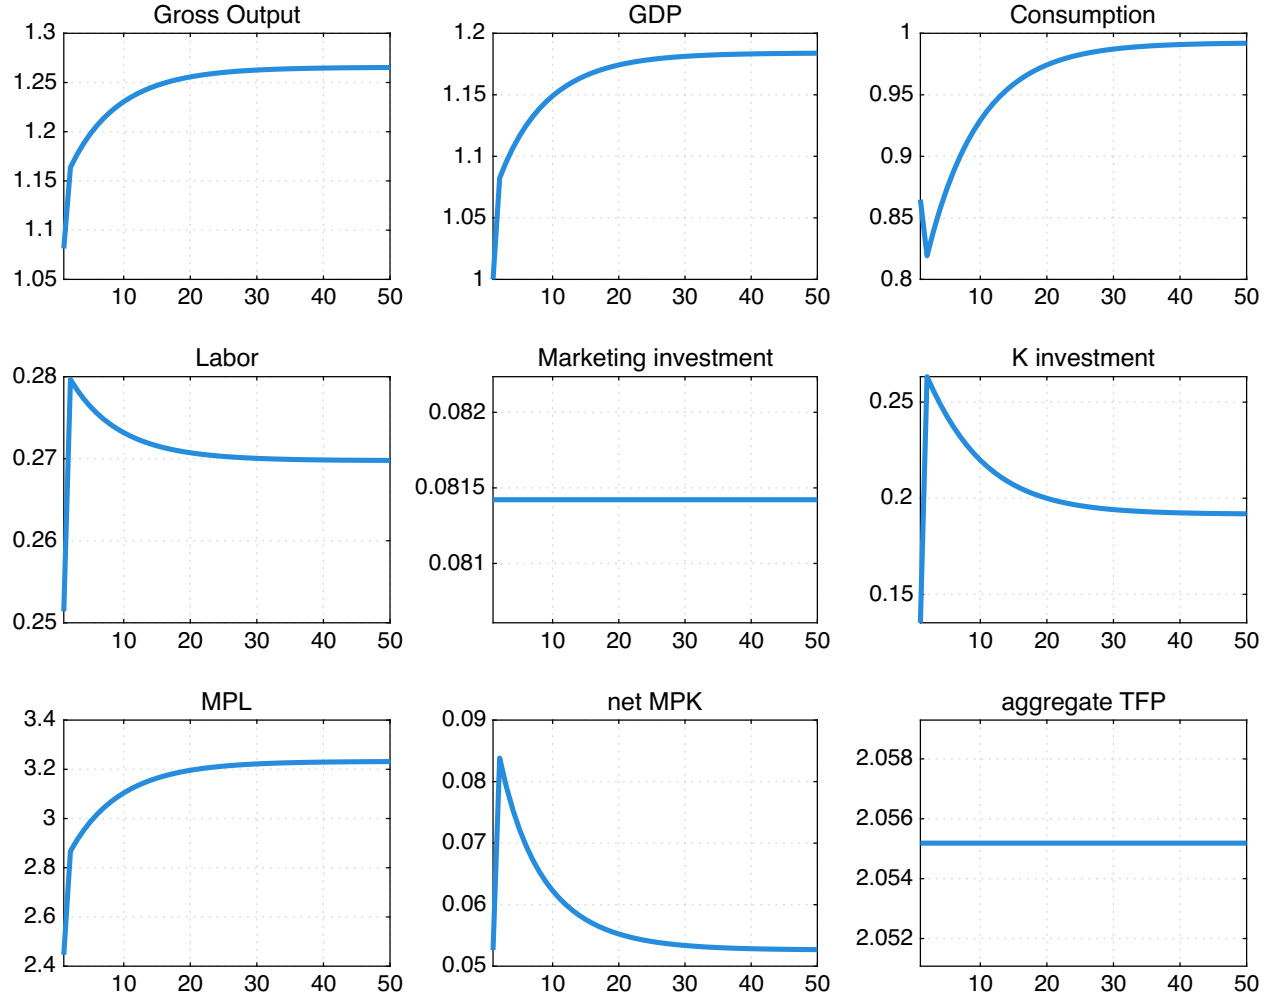 Gross Output
1.3
1.25
1.2
1.15
1.1
1.05
10 20 30 40 50
GDP
1.2
1.15
1.1
1.05
1
10 20 30 40 50
Consumption
1
0.95
0.9
0.85
0.8
10 20 30 40 50
Labor
0.28
0.27
0.26
0.25
10 20 30 40 50
Marketing investment
0.082
0.0815
0.081
10 20 30 40 50
K investment
0.25
0.2
0.15
10 20 30 40 50
MPL
3.4
3.2
3
2.8
2.6
2.4
10 20 30 40 50
net MPK
0.09
0.08
0.07
0.06
0.05
10 20 30 40 50
aggregate TFP
2.058
2.056
2.054
2.052
10 20 30 40 50